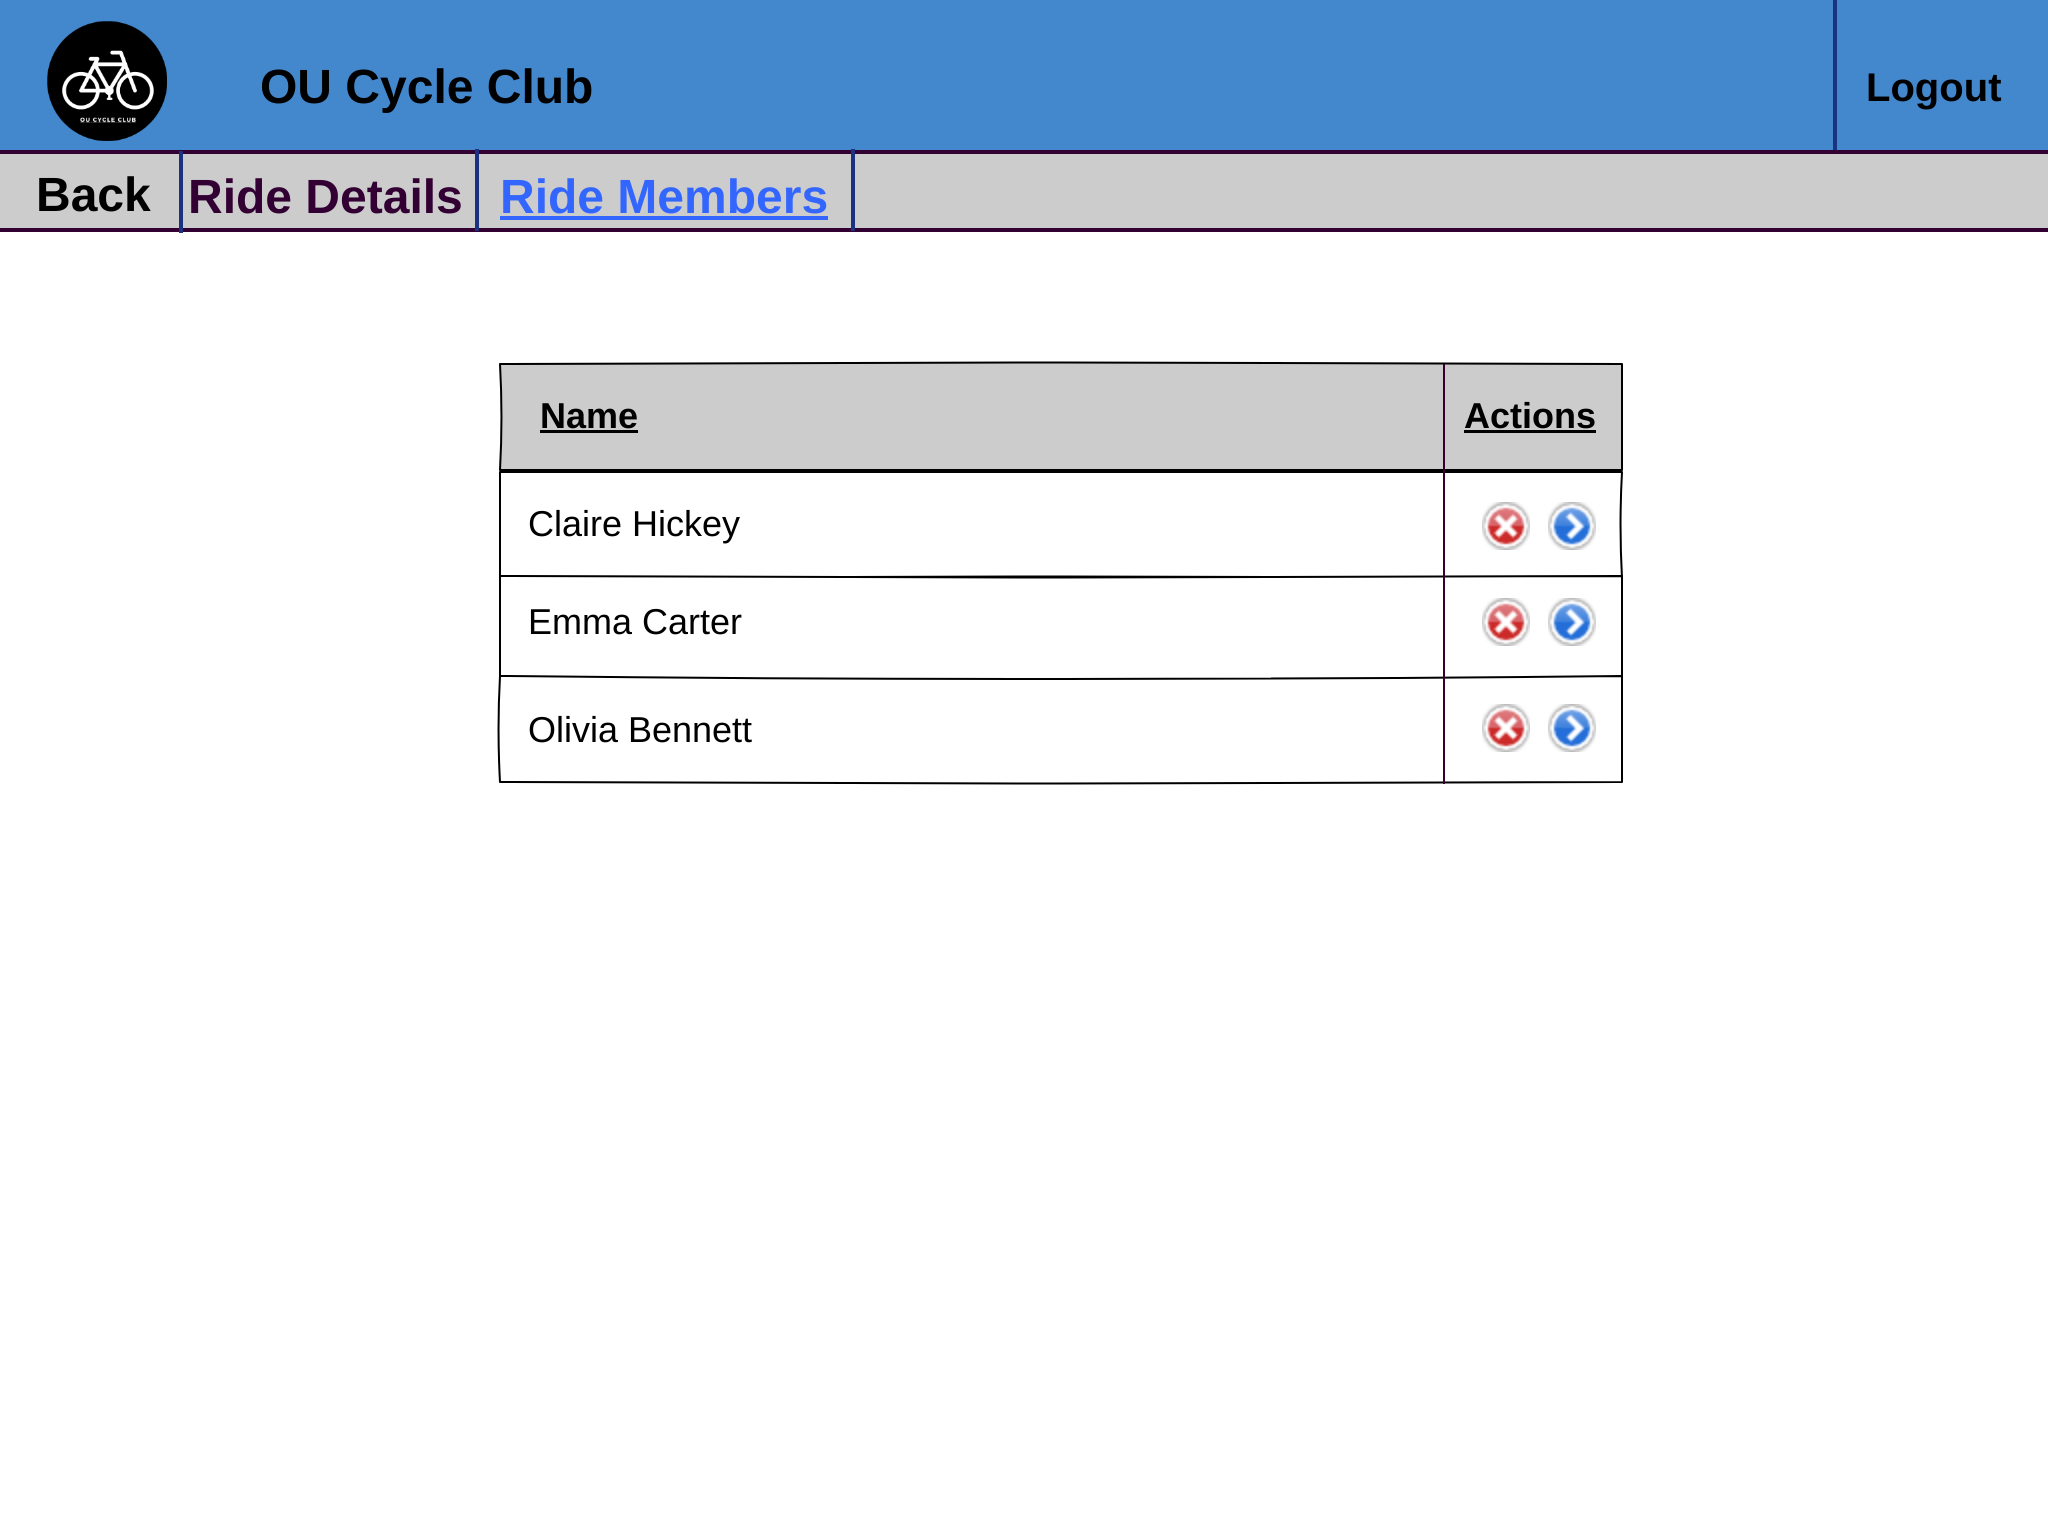 OU CYCLE CLUB
OU Cycle Club
Logout
Back
Ride Details
Ride Members
Name
Actions
Claire Hickey
Emma Carter
Olivia Bennett